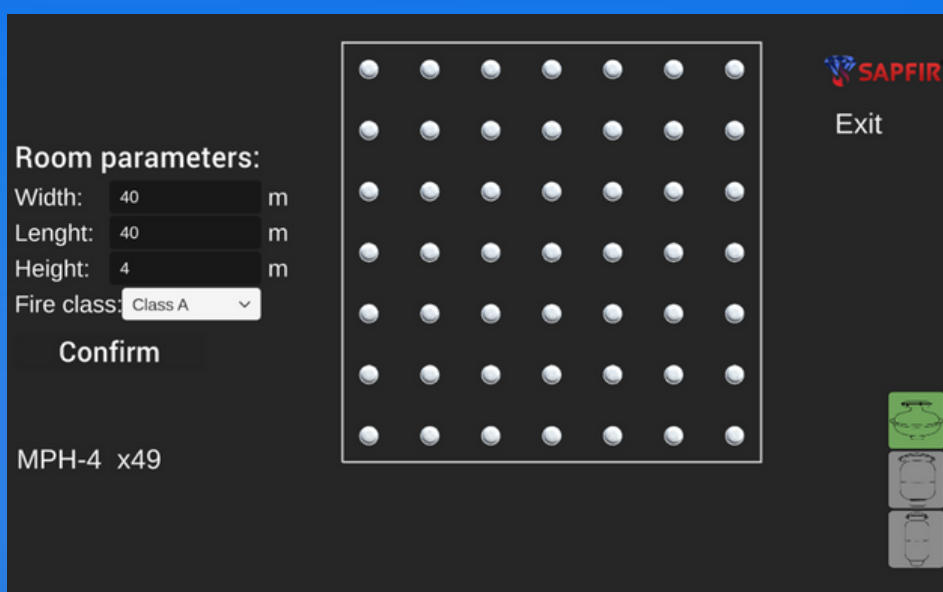 SAPFIR
Exit
Room parameters:
Width: 40 m
Lenght: 40 m
Height: 4 m
Fire class: Class A
Confirm
MPH-4 x49